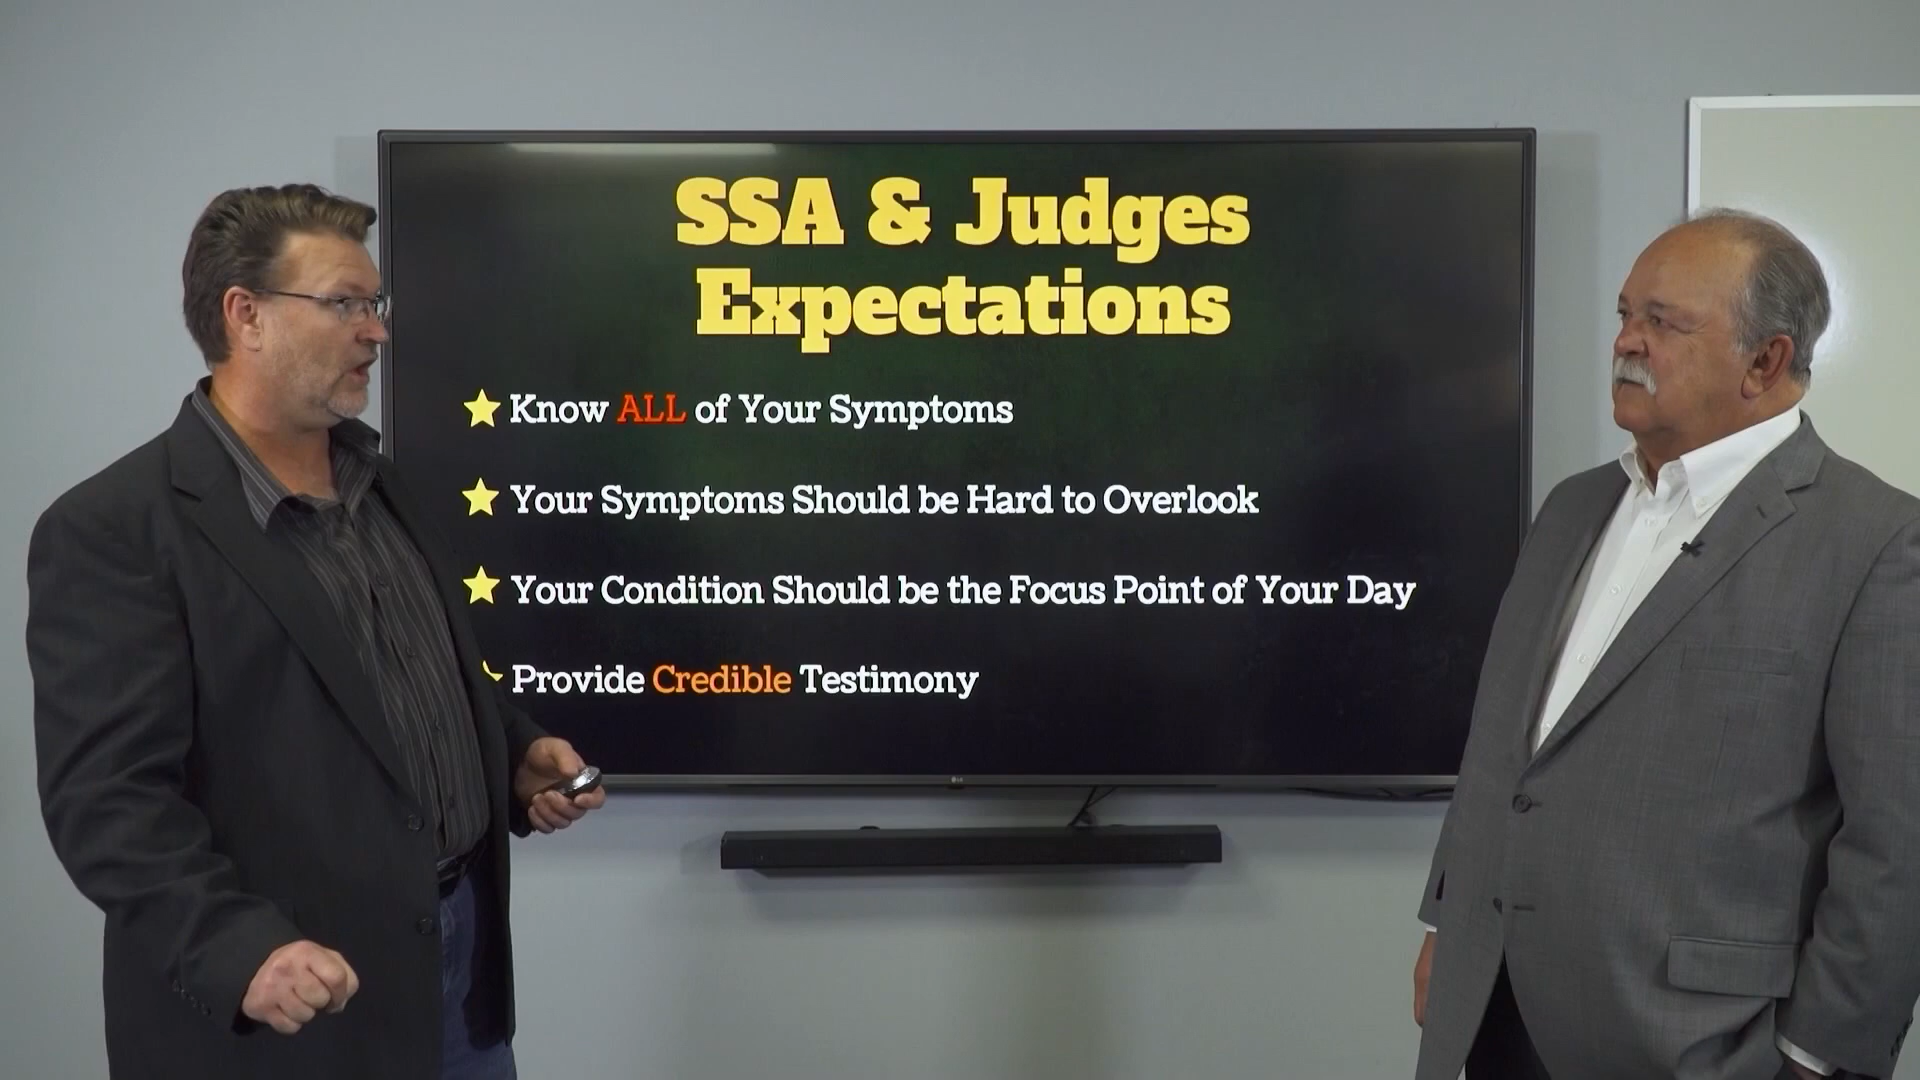 SSA & Judges
Expectations
Know ALL of Your Symptoms
Your Symptoms Should be Hard to Overlook
Your Condition Should be the Focus Point of Your Day
Provide Credible Testimony
LG